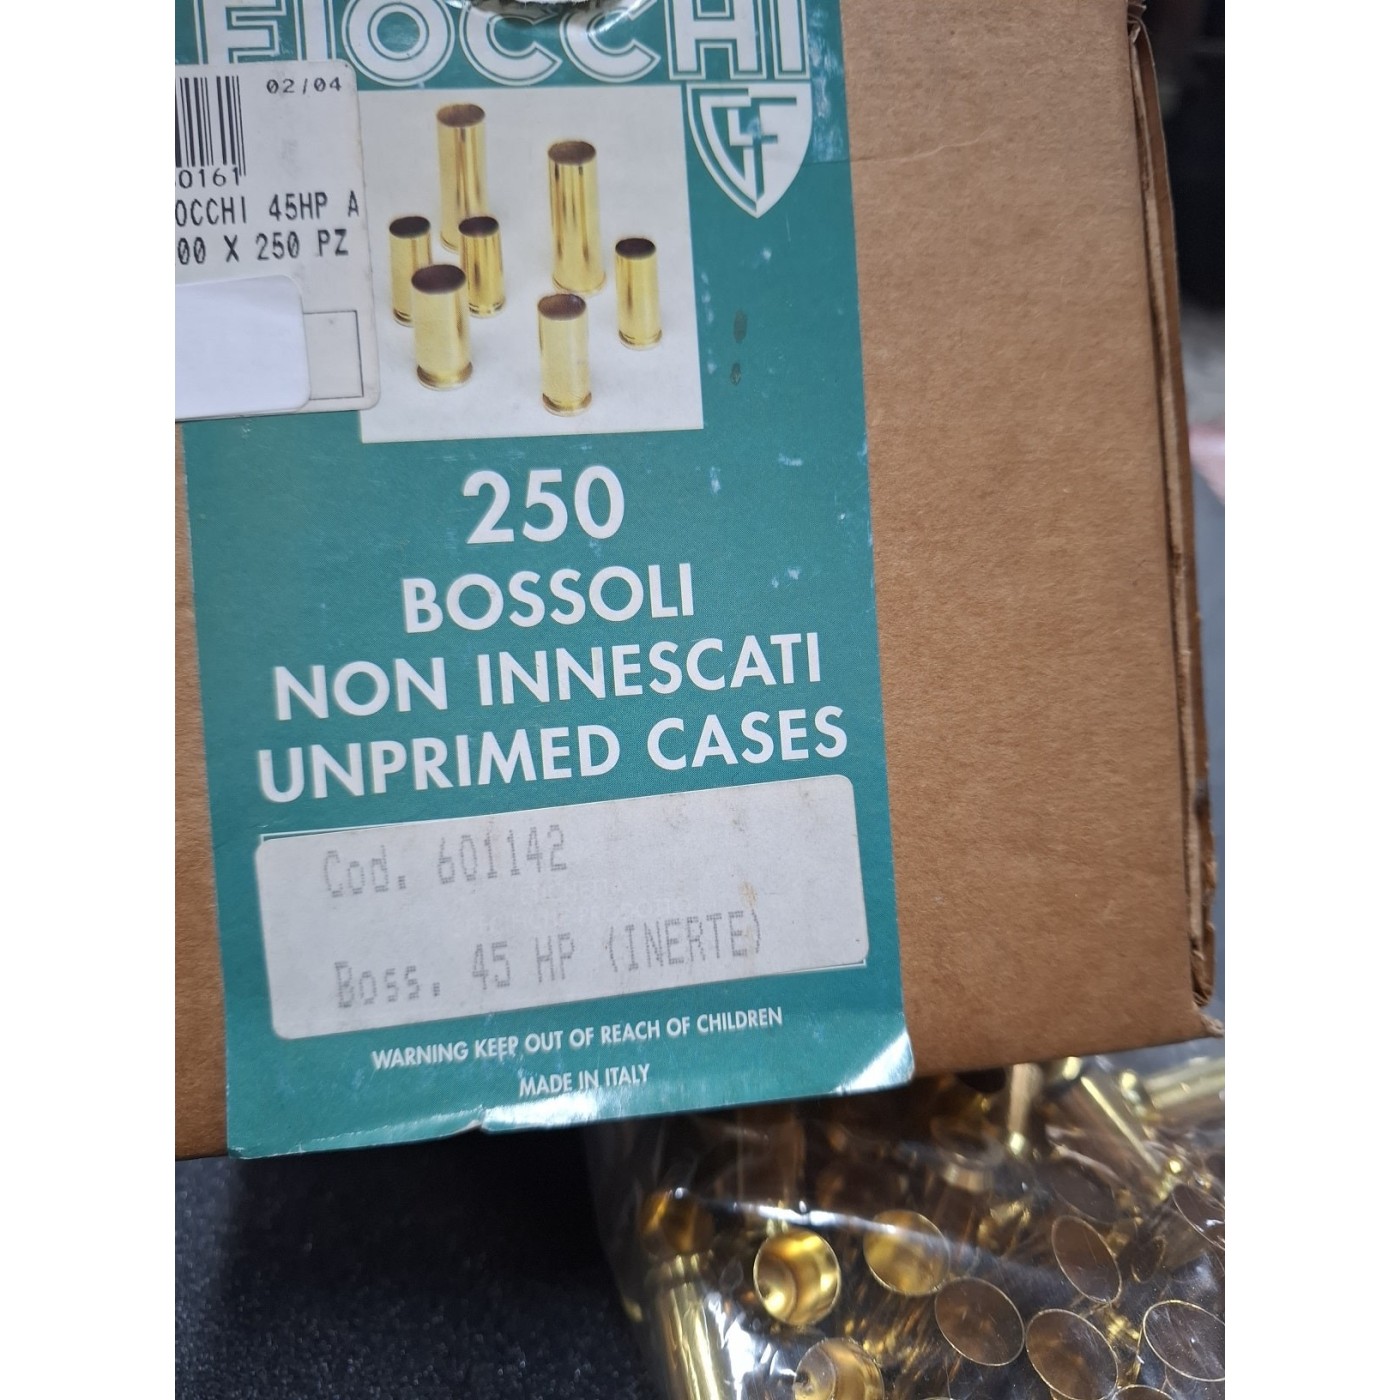 FIOCCHI
02/04
0161
OCCHI 45HP A
00 X 250 PZ
GFL
250
BOSSOLI
NON INNESCATI
UNPRIMED CASES
Cod. 601142
Boss. 45 HP (INERTE)
WARNING KEEP OUT OF REACH OF CHILDREN
MADE IN ITALY